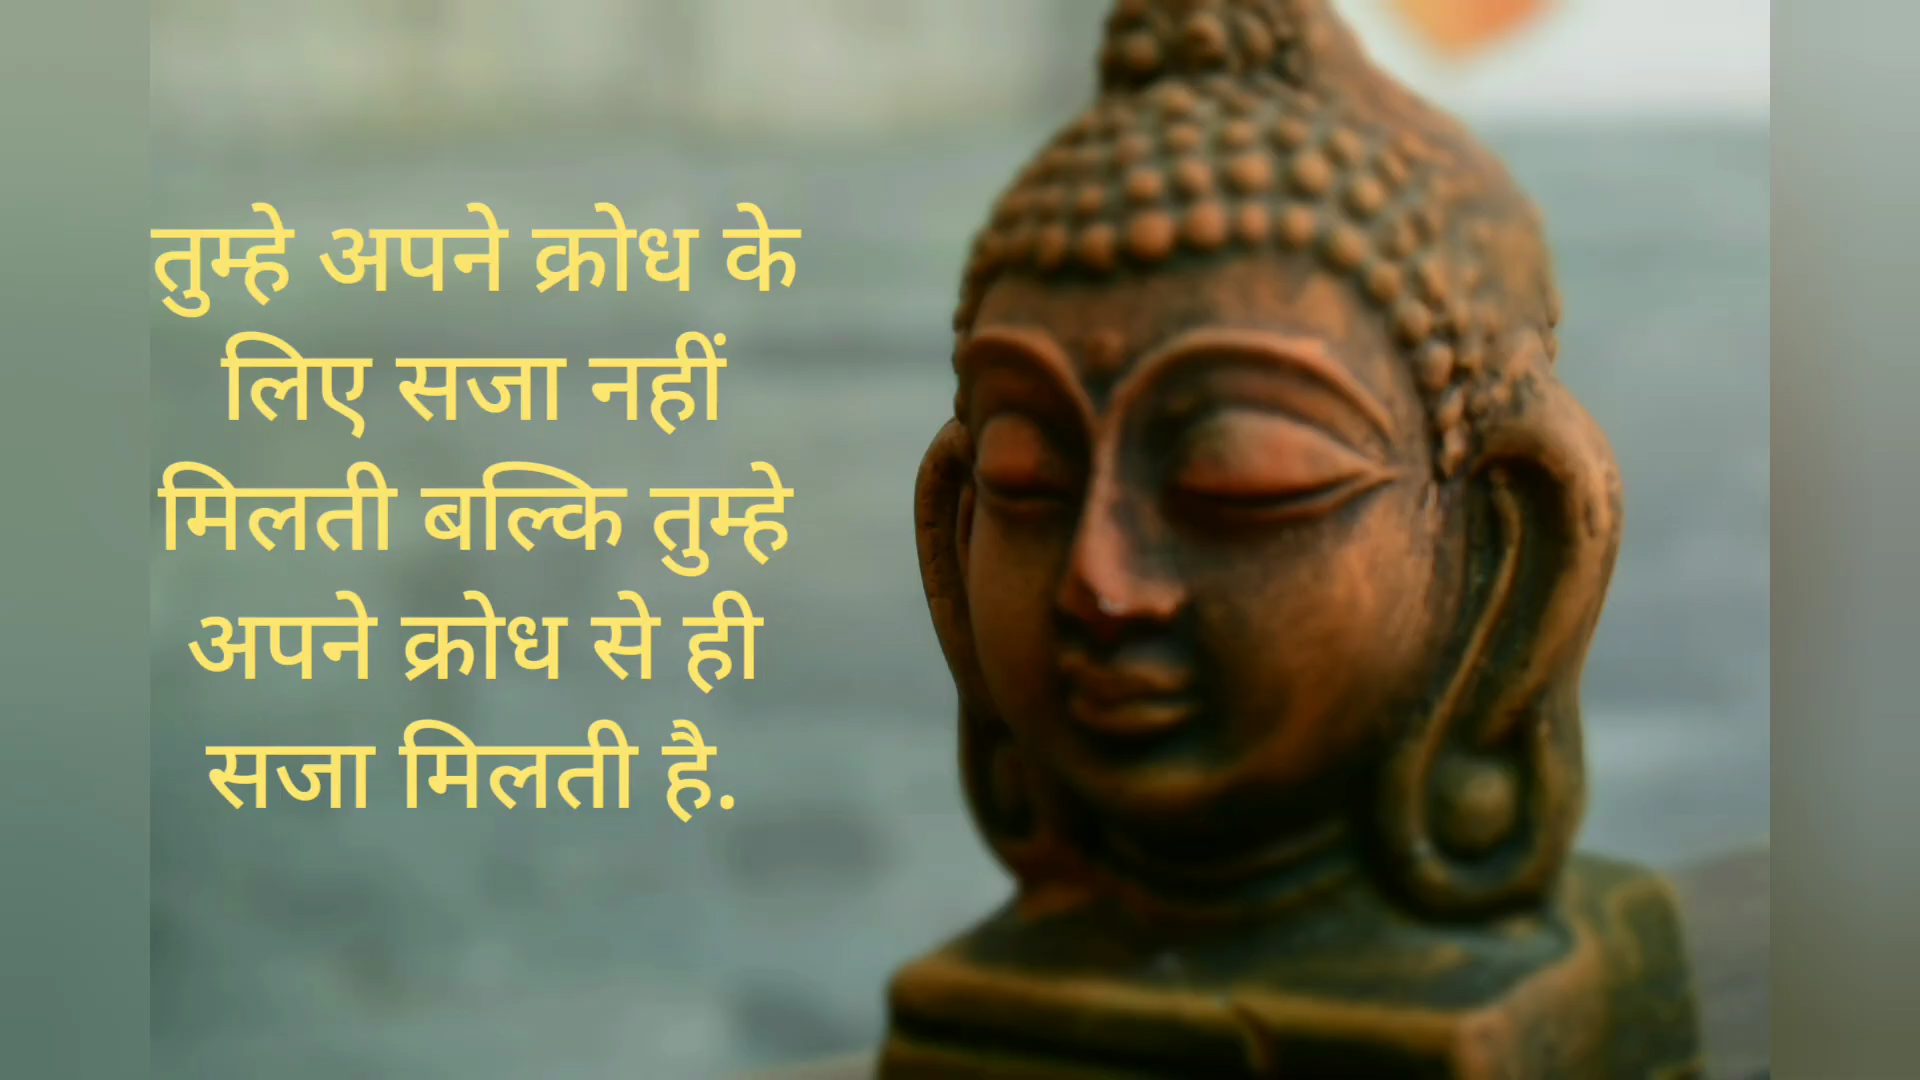 तुम्हे अपने क्रोध के
लिए सजा नहीं
मिलती बल्कि तुम्हे
अपने क्रोध से ही
सजा मिलती है.